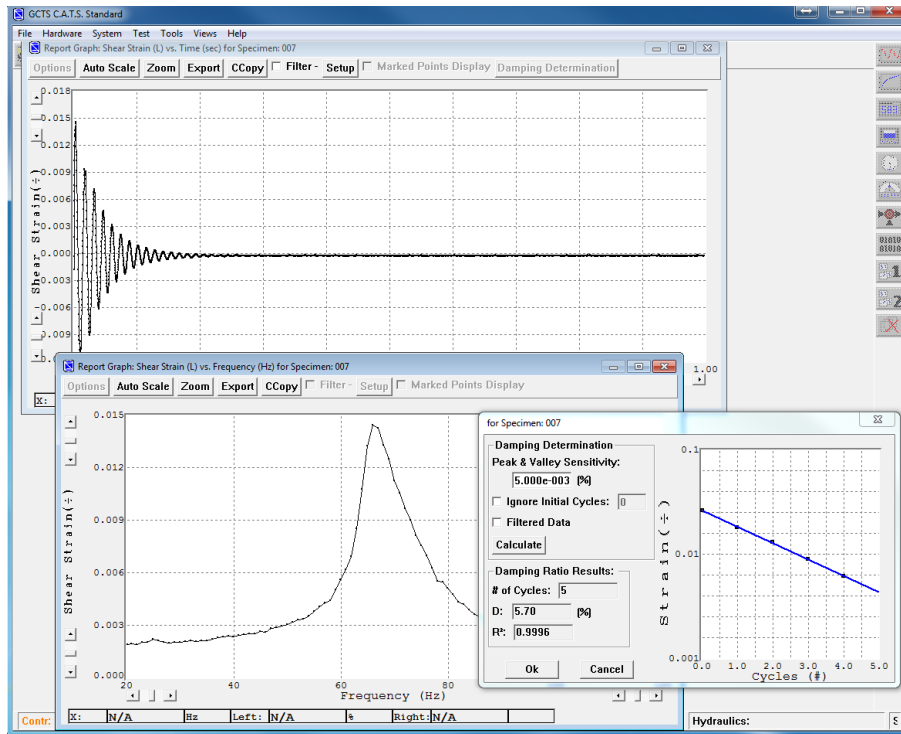 GCTS C.A.T.S. Standard
File Hardware System Test Tools Views Help
Report Graph: Shear Strain (L) vs. Time (sec) for Specimen: 007
Options Auto Scale Zoom Export CCopy Filter - Setup Marked Points Display Damping Determination
0.018
0.015
0.012
0.009
0.006
0.003
0.000
0.003
-0.006
0.009
Shear Strain(÷)
1.00
X:
Report Graph: Shear Strain (L) vs. Frequency (Hz) for Specimen: 007
Options Auto Scale Zoom Export CCopy Filter - Setup Marked Points Display
0.015
0.012
0.009
0.006
0.003
0.000
Shear Strain(÷)
20 40 60 80
Frequency (Hz)
X: N/A Hz Left: N/A % Right: N/A
for Specimen: 007
Damping Determination
Peak & Valley Sensitivity:
5.000e-003 (%)
Ignore Initial Cycles: 0
Filtered Data
Calculate
Damping Ratio Results:
# of Cycles: 5
D: 5.70 (%)
R²: 0.9996
Ok Cancel
0.1
0.01
0.001
Strain(÷)
0.0 1.0 2.0 3.0 4.0 5.0
Cycles (#)
01010
01010
1
2
Contr:
Hydraulics: